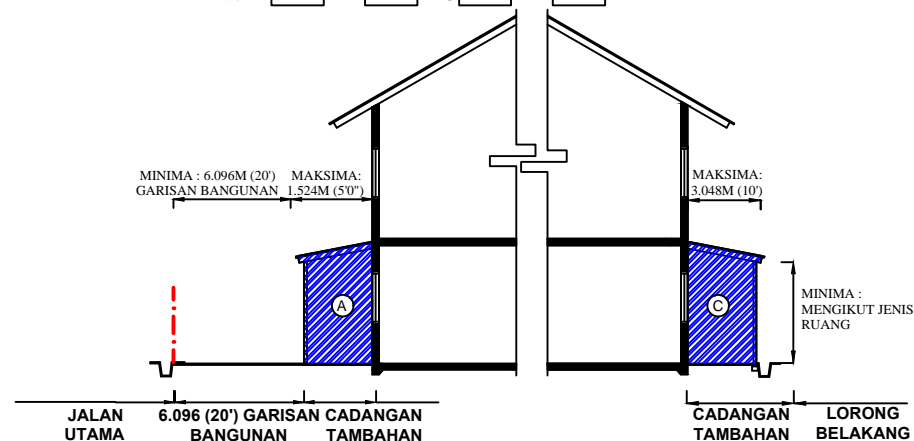 MINIMA : 6.096M (20')
GARISAN BANGUNAN
MAKSIMA:
1.524M (5'0")
MAKSIMA:
3.048M (10')
A
C
MINIMA :
MENGIKUT JENIS
RUANG
JALAN
UTAMA
6.096 (20') GARISAN
BANGUNAN
CADANGAN
TAMBAHAN
CADANGAN
TAMBAHAN
LORONG
BELAKANG